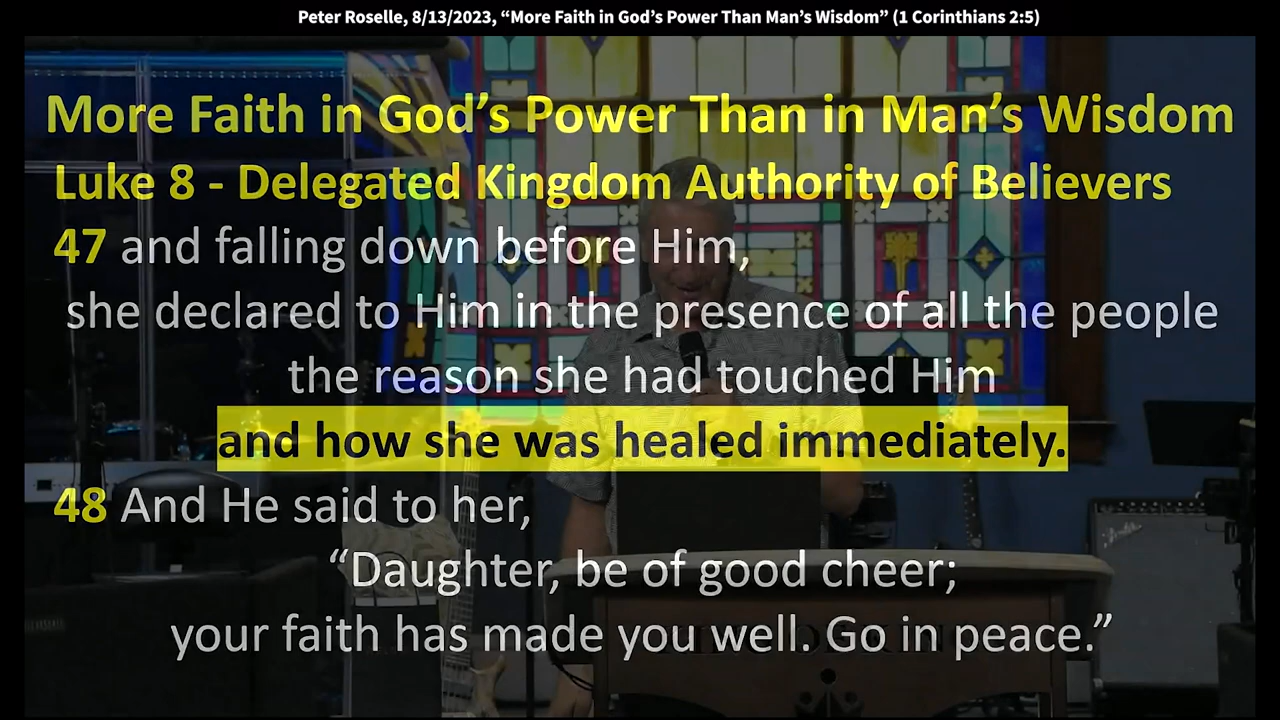 Peter Roselle, 8/13/2023, “More Faith in God’s Power Than Man’s Wisdom” (1 Corinthians 2:5)
More Faith in God’s Power Than in Man’s Wisdom
Luke 8 - Delegated Kingdom Authority of Believers
47 and falling down before Him,
she declared to Him in the presence of all the people
the reason she had touched Him
and how she was healed immediately.
48 And He said to her,
“Daughter, be of good cheer;
your faith has made you well. Go in peace.”
Fender